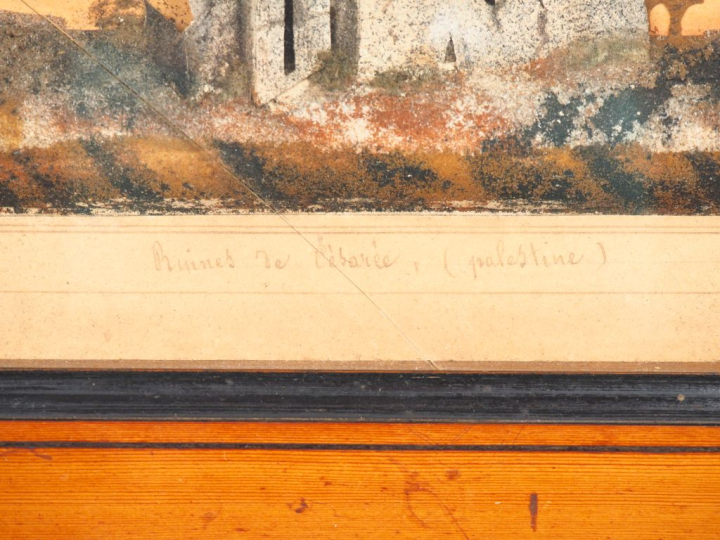 Ruines de Césarée, (palestine)